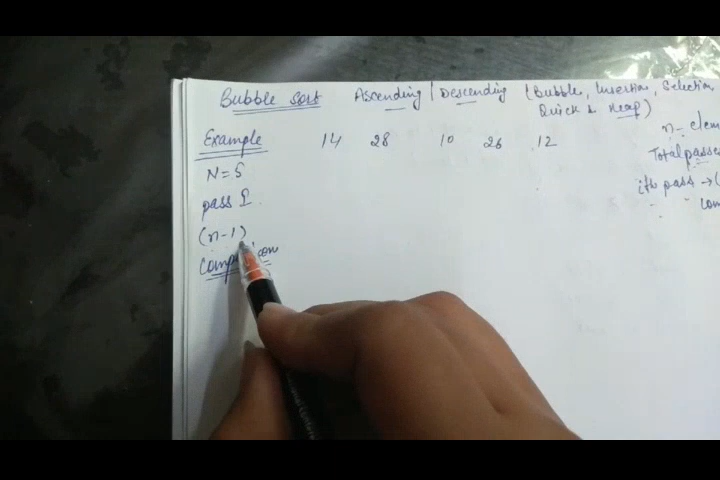 Bubble Sort Ascending / Descending (Bubble, Insertion, Selection,
Quick & Heap)
Example 14 28 10 26 12
N=5
pass 1
(n-1)
n- elem
Total passes
ith pass → (
com